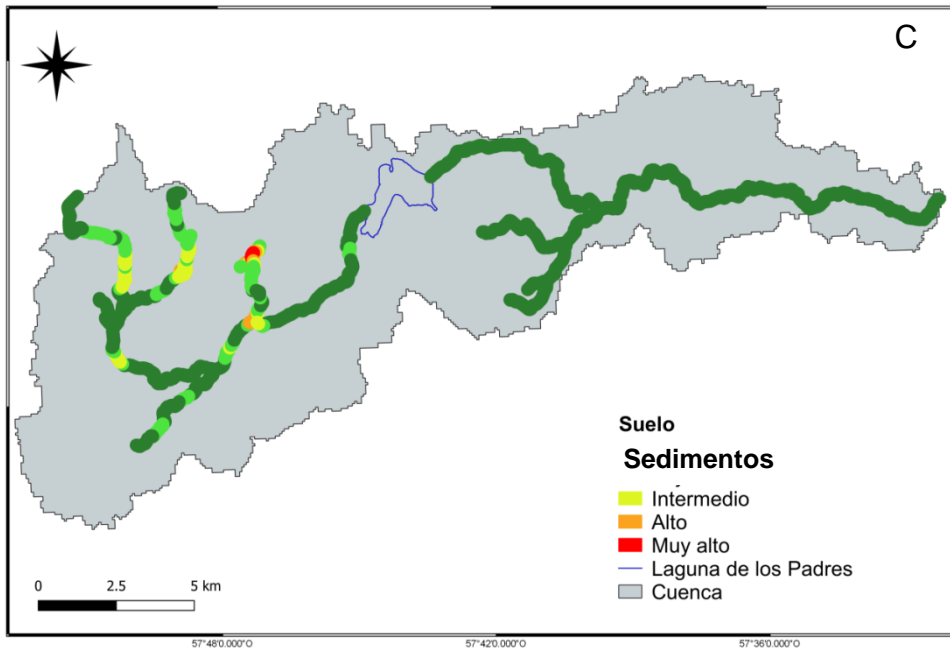 C
Suelo
Sedimentos
Intermedio
Alto
Muy alto
Laguna de los Padres
Cuenca
0 2.5 5 km
57°48'0.000"O 57°42'0.000"O 57°36'0.000"O